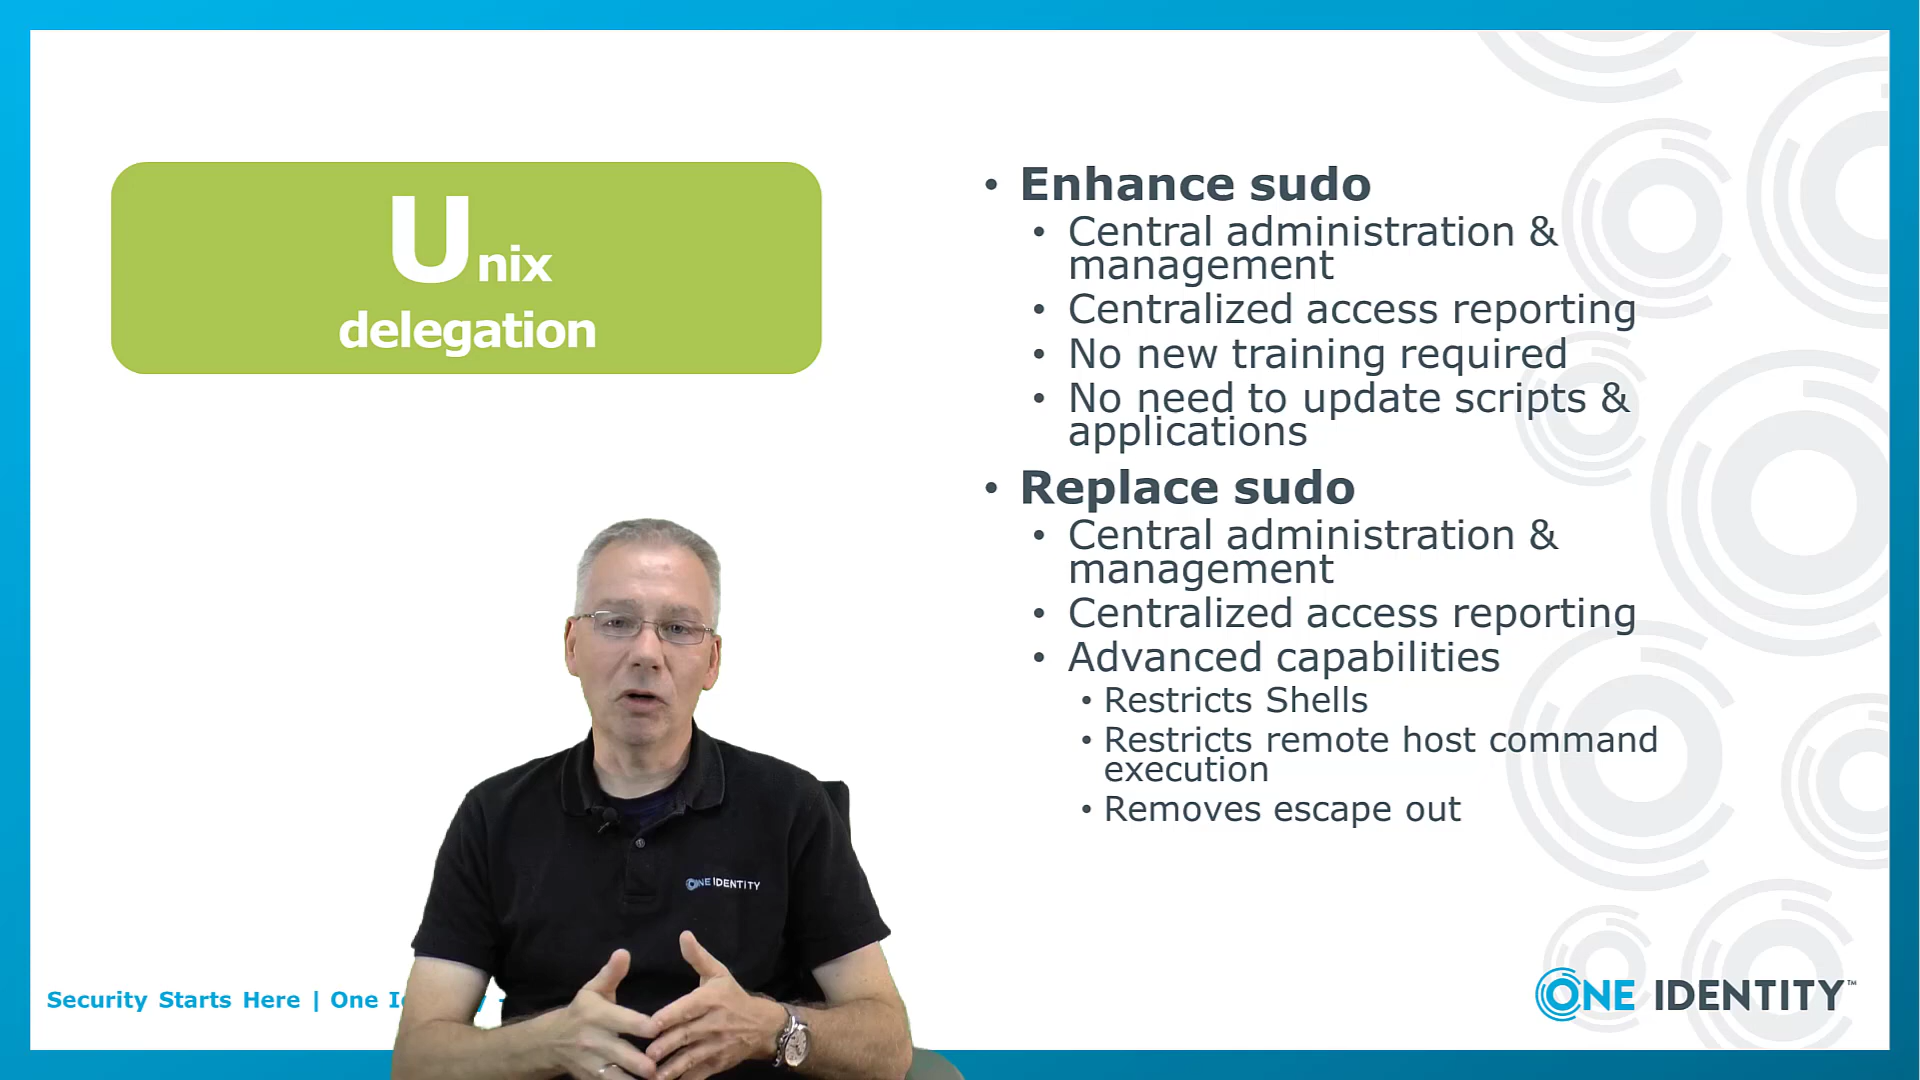 Unix
delegation
• Enhance sudo
• Central administration &
management
• Centralized access reporting
• No new training required
• No need to update scripts &
applications
• Replace sudo
• Central administration &
management
• Centralized access reporting
• Advanced capabilities
• Restricts Shells
• Restricts remote host command
execution
• Removes escape out
ONE IDENTITY
Security Starts Here | One
ONE IDENTITY™